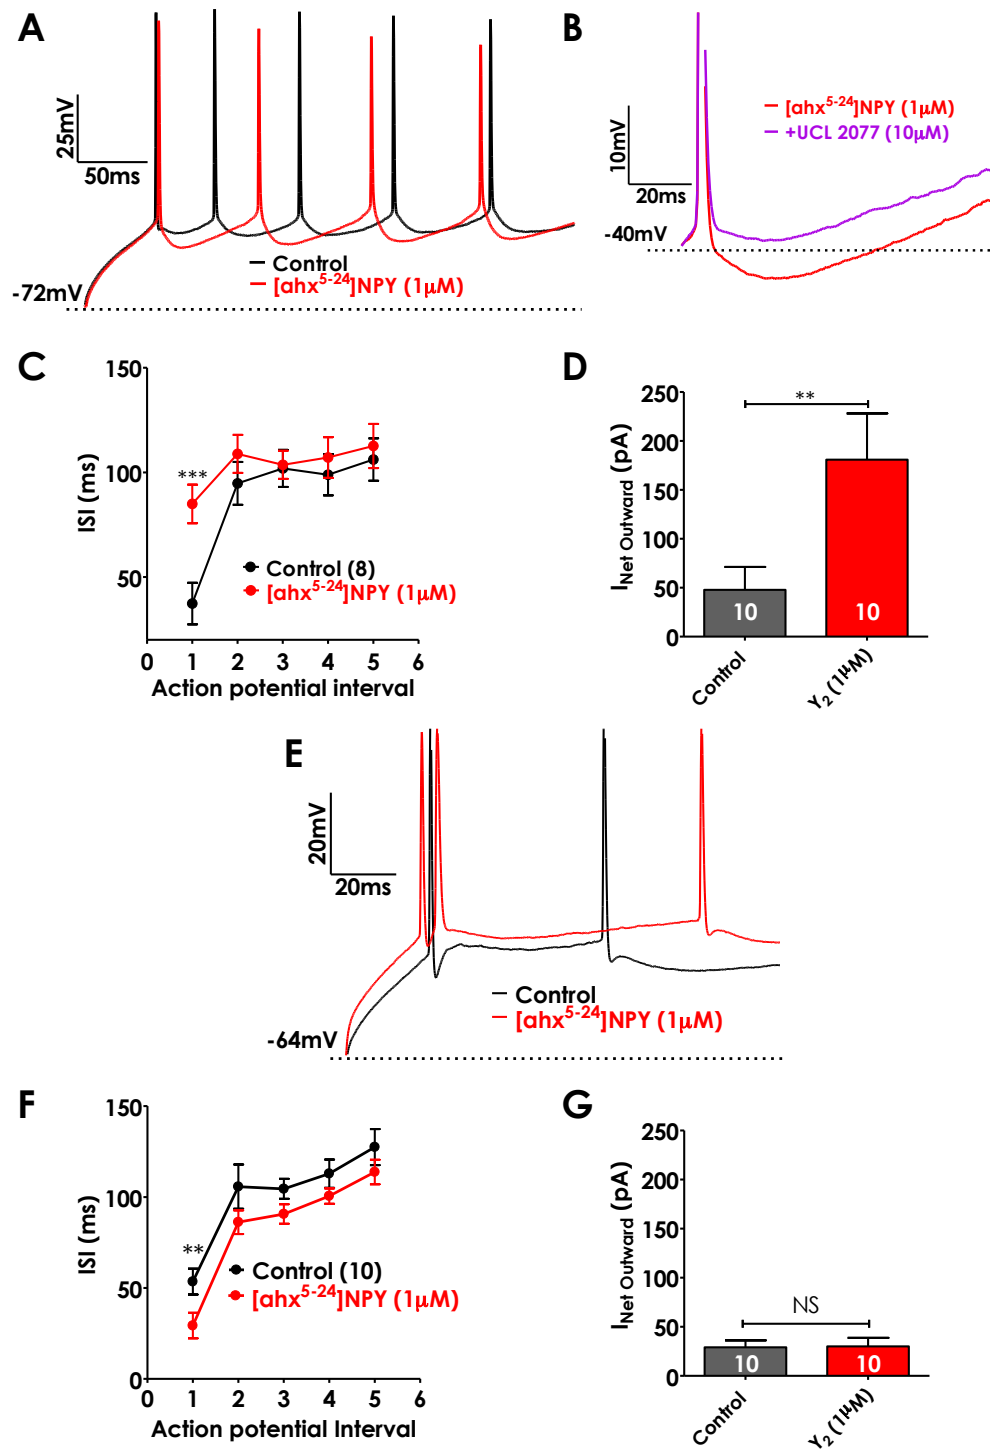 A
25mV
50ms
-72mV
Control
[ahx5-24]NPY (1μM)
B
10mV
20ms
-40mV
[ahx5-24]NPY (1μM)
+UCL 2077 (10μM)
C
150
100
50
ISI (ms)
***
Control (8)
[ahx5-24]NPY (1μM)
0 1 2 3 4 5 6
Action potential interval
D
250
200
150
100
50
0
INet Outward (pA)
**
10 10
Control
Y2 (1μM)
E
20mV
20ms
-64mV
Control
[ahx5-24]NPY (1μM)
F
150
100
50
0
ISI (ms)
**
Control (10)
[ahx5-24]NPY (1μM)
0 1 2 3 4 5 6
Action potential Interval
G
250
200
150
100
50
0
INet Outward (pA)
NS
10 10
Control
Y2 (1μM)